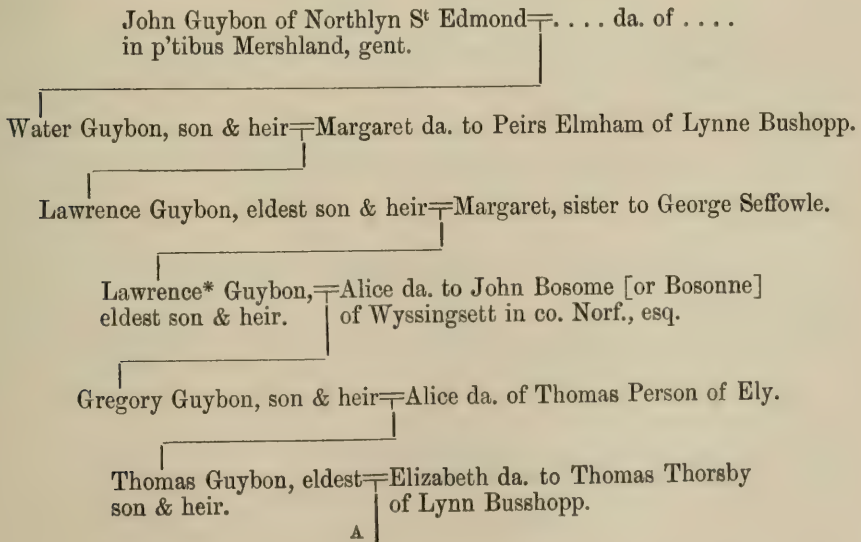 John Guybon of Northlyn Sᵗ Edmond=. . . . da. of . . . .
in p'tibus Mershland, gent.
Water Guybon, son & heir=Margaret da. to Peirs Elmham of Lynne Bushopp.
Lawrence Guybon, eldest son & heir=Margaret, sister to George Seffowle.
Lawrence* Guybon,=Alice da. to John Bosome [or Bosonne]
eldest son & heir. of Wyssingsett in co. Norf., esq.
Gregory Guybon, son & heir=Alice da. of Thomas Person of Ely.
Thomas Guybon, eldest=Elizabeth da. to Thomas Thorsby
son & heir. of Lynn Busshopp.
A